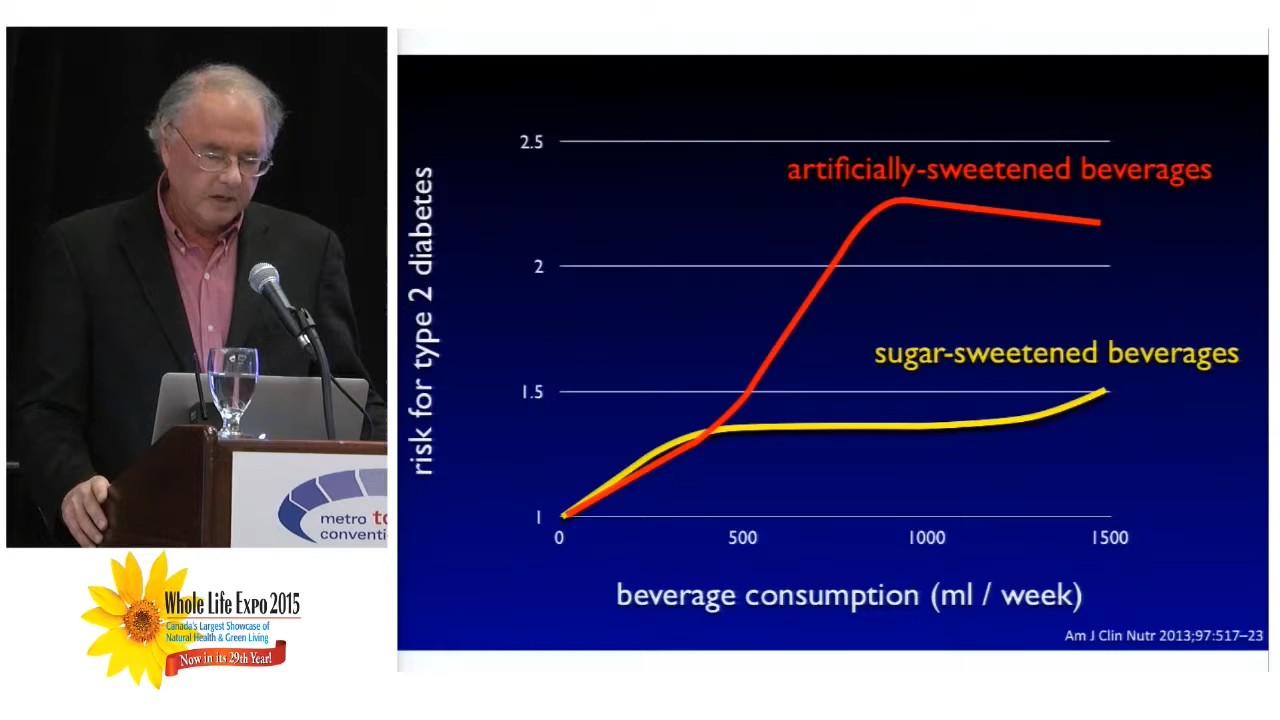 2.5
artificially-sweetened beverages
risk for type 2 diabetes
2
sugar-sweetened beverages
1.5
1
0 500 1000 1500
beverage consumption (ml / week)
Am J Clin Nutr 2013;97:517–23
metro to
conventi
Whole Life Expo 2015
Canada's Largest Showcase of
Natural Health & Green Living
Now in its 29th Year!